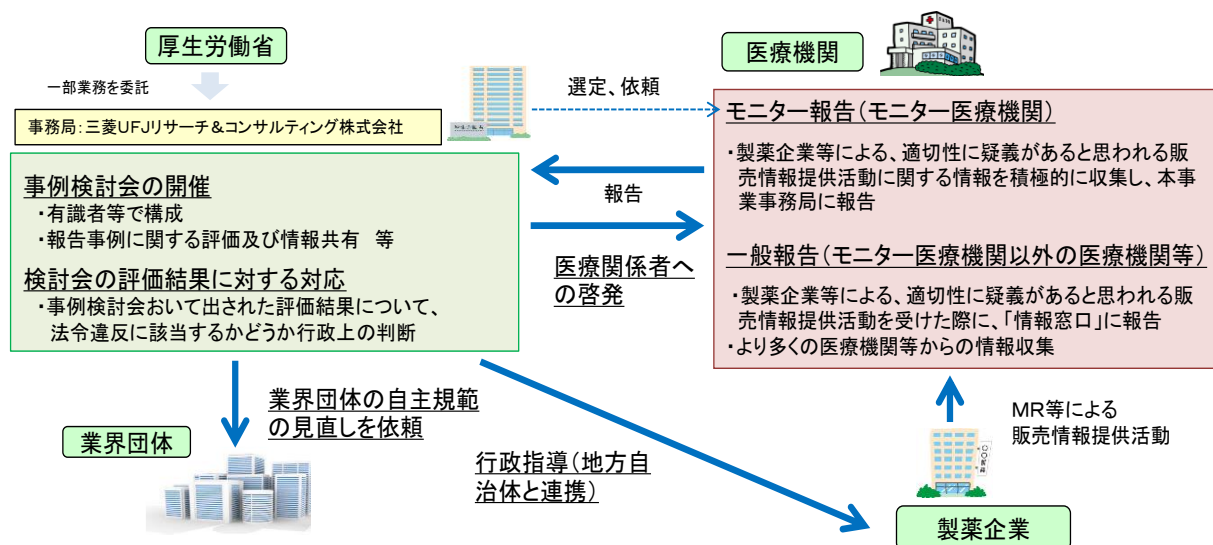 厚生労働省
一部業務を委託
事務局:三菱UFJリサーチ&コンサルティング株式会社
事例検討会の開催
・有識者等で構成
・報告事例に関する評価及び情報共有　等
検討会の評価結果に対する対応
・事例検討会おいて出された評価結果について、
法令違反に該当するかどうか行政上の判断
選定、依頼
報告
医療関係者へ
の啓発
医療機関
モニター報告(モニター医療機関)
・製薬企業等による、適切性に疑義があると思われる販
売情報提供活動に関する情報を積極的に収集し、本事
業事務局に報告
一般報告(モニター医療機関以外の医療機関等)
・製薬企業等による、適切性に疑義があると思われる販
売情報提供活動を受けた際に、「情報窓口」に報告
・より多くの医療機関等からの情報収集
業界団体の自主規範
の見直しを依頼
業界団体
行政指導(地方自
治体と連携)
MR等による
販売情報提供活動
製薬企業